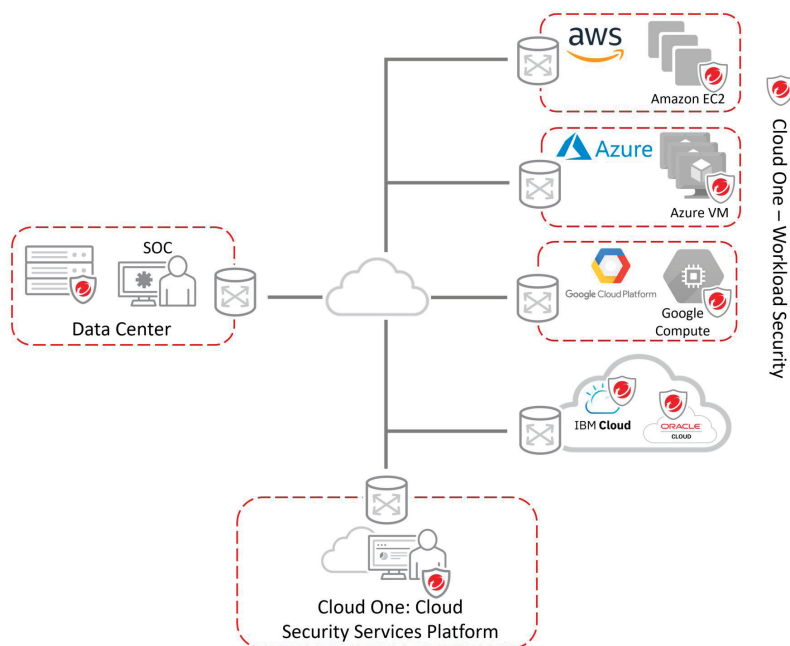 aws
Amazon EC2
Azure
Azure VM
SOC
Data Center
Google Cloud Platform
Google
Compute
IBM Cloud
ORACLE
CLOUD
Cloud One: Cloud
Security Services Platform
Cloud One – Workload Security